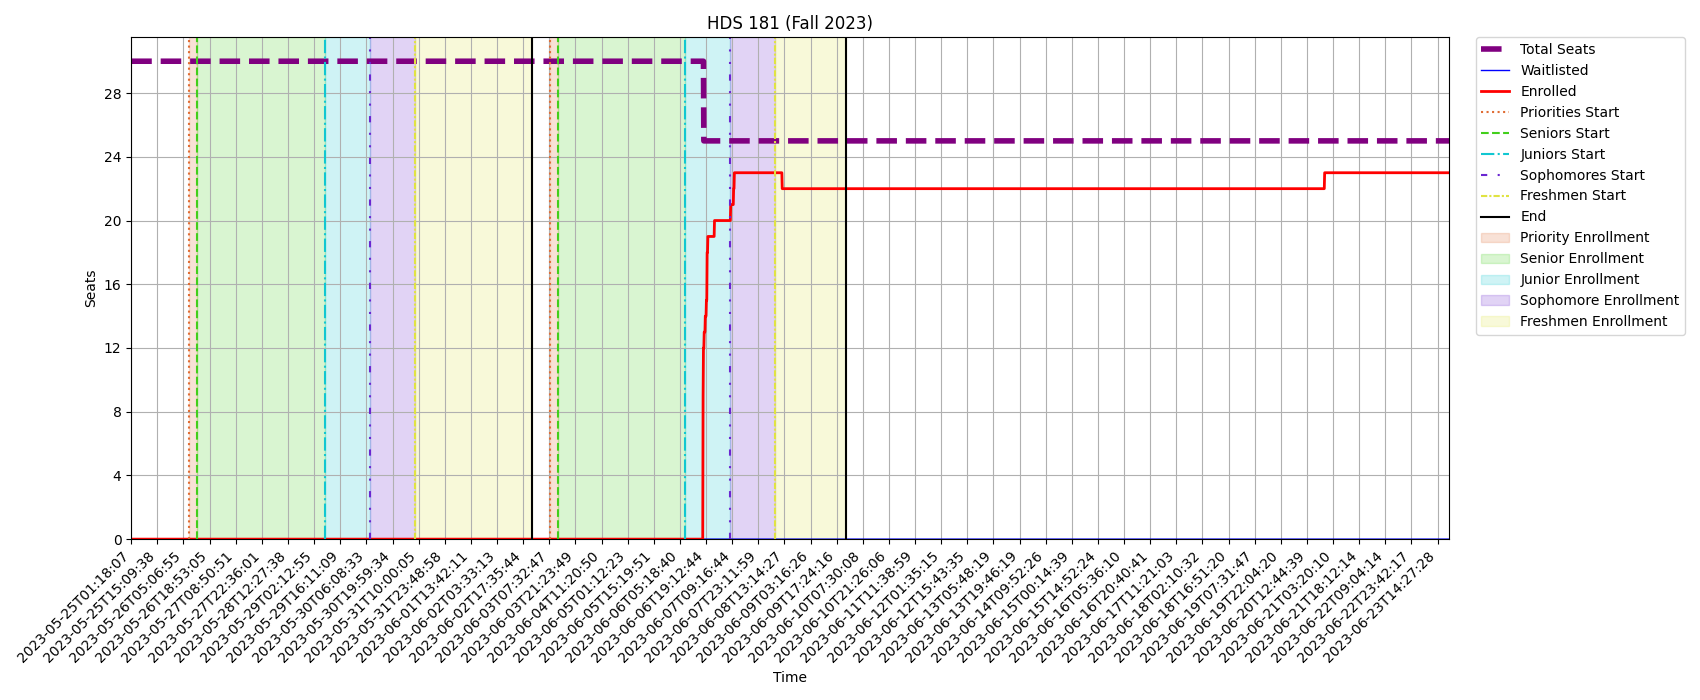 HDS 181 (Fall 2023)
Total Seats
Waitlisted
Enrolled
Priorities Start
Seniors Start
Juniors Start
Sophomores Start
Freshmen Start
End
Priority Enrollment
Senior Enrollment
Junior Enrollment
Sophomore Enrollment
Freshmen Enrollment
Seats
28
24
20
16
12
8
4
0
2023-05-25T01:18:07
2023-05-25T15:09:38
2023-05-26T05:06:55
2023-05-26T18:53:05
2023-05-27T08:50:51
2023-05-27T22:36:01
2023-05-28T12:27:38
2023-05-29T02:12:55
2023-05-29T16:11:09
2023-05-30T06:08:33
2023-05-30T19:59:34
2023-05-31T10:00:05
2023-05-31T23:48:58
2023-06-01T13:42:11
2023-06-02T03:33:13
2023-06-02T17:35:44
2023-06-03T07:32:47
2023-06-03T21:23:49
2023-06-04T11:20:50
2023-06-05T01:12:23
2023-06-05T15:19:51
2023-06-06T05:18:40
2023-06-06T19:12:44
2023-06-07T09:16:44
2023-06-07T23:11:59
2023-06-08T13:14:27
2023-06-09T03:16:26
2023-06-09T17:24:16
2023-06-10T07:30:08
2023-06-10T21:26:06
2023-06-11T11:38:59
2023-06-12T01:35:15
2023-06-12T15:43:35
2023-06-13T05:48:19
2023-06-13T19:46:19
2023-06-14T09:52:26
2023-06-15T00:14:39
2023-06-15T14:52:24
2023-06-16T05:36:10
2023-06-16T20:40:41
2023-06-17T11:21:03
2023-06-18T02:10:32
2023-06-18T16:51:20
2023-06-19T07:31:47
2023-06-19T22:04:20
2023-06-20T12:44:39
2023-06-21T03:20:10
2023-06-21T18:12:14
2023-06-22T09:04:14
2023-06-22T23:42:17
2023-06-23T14:27:28
Time